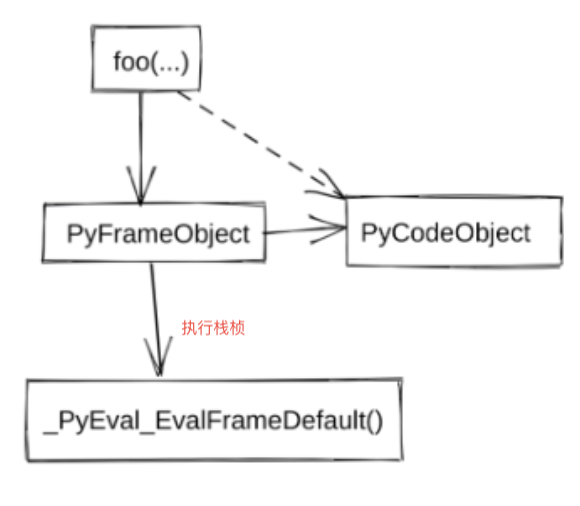 foo(...)
PyFrameObject
PyCodeObject
执行栈桢
_PyEval_EvalFrameDefault()